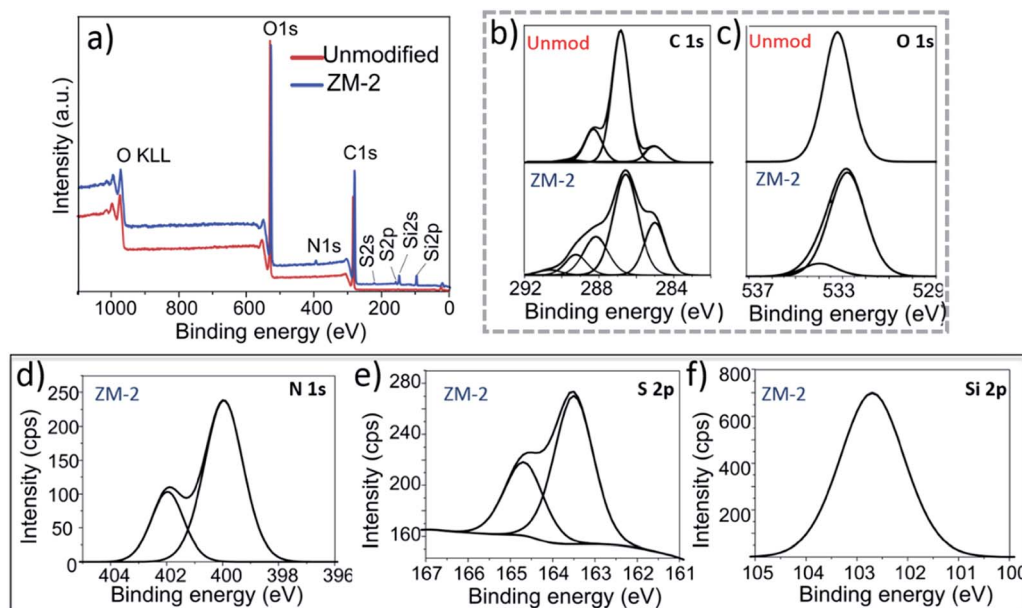 a)
O1s
Unmodified
ZM-2
O KLL
C1s
N1s
S2s
S2p
Si2s
Si2p
Intensity (a.u.)
1000 800 600 400 200 0
Binding energy (eV)
b)
Unmod
C 1s
ZM-2
292 288 284
Binding energy (eV)
c)
Unmod
O 1s
ZM-2
537 533 529
Binding energy (eV)
d)
ZM-2
N 1s
250
200
150
100
50
0
Intensity (cps)
404 402 400 398 396
Binding energy (eV)
e)
ZM-2
S 2p
280
240
200
160
Intensity (cps)
167 166 165 164 163 162 161
Binding energy (eV)
f)
ZM-2
Si 2p
800
600
400
200
0
Intensity (cps)
105 104 103 102 101 100
Binding energy (eV)